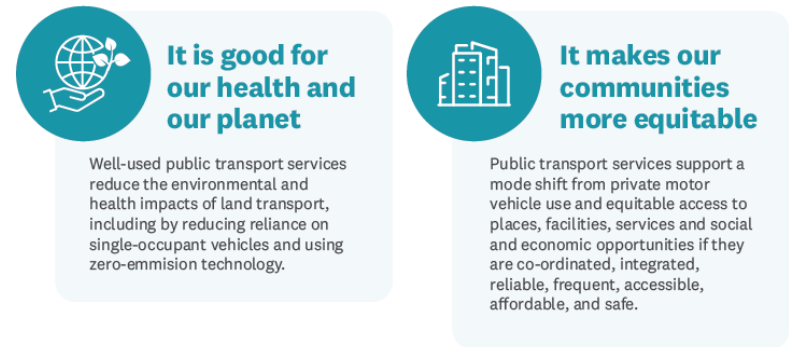 It is good for
our health and
our planet
Well-used public transport services
reduce the environmental and
health impacts of land transport,
including by reducing reliance on
single-occupant vehicles and using
zero-emmision technology.
It makes our
communities
more equitable
Public transport services support a
mode shift from private motor
vehicle use and equitable access to
places, facilities, services and social
and economic opportunities if they
are co-ordinated, integrated,
reliable, frequent, accessible,
affordable, and safe.